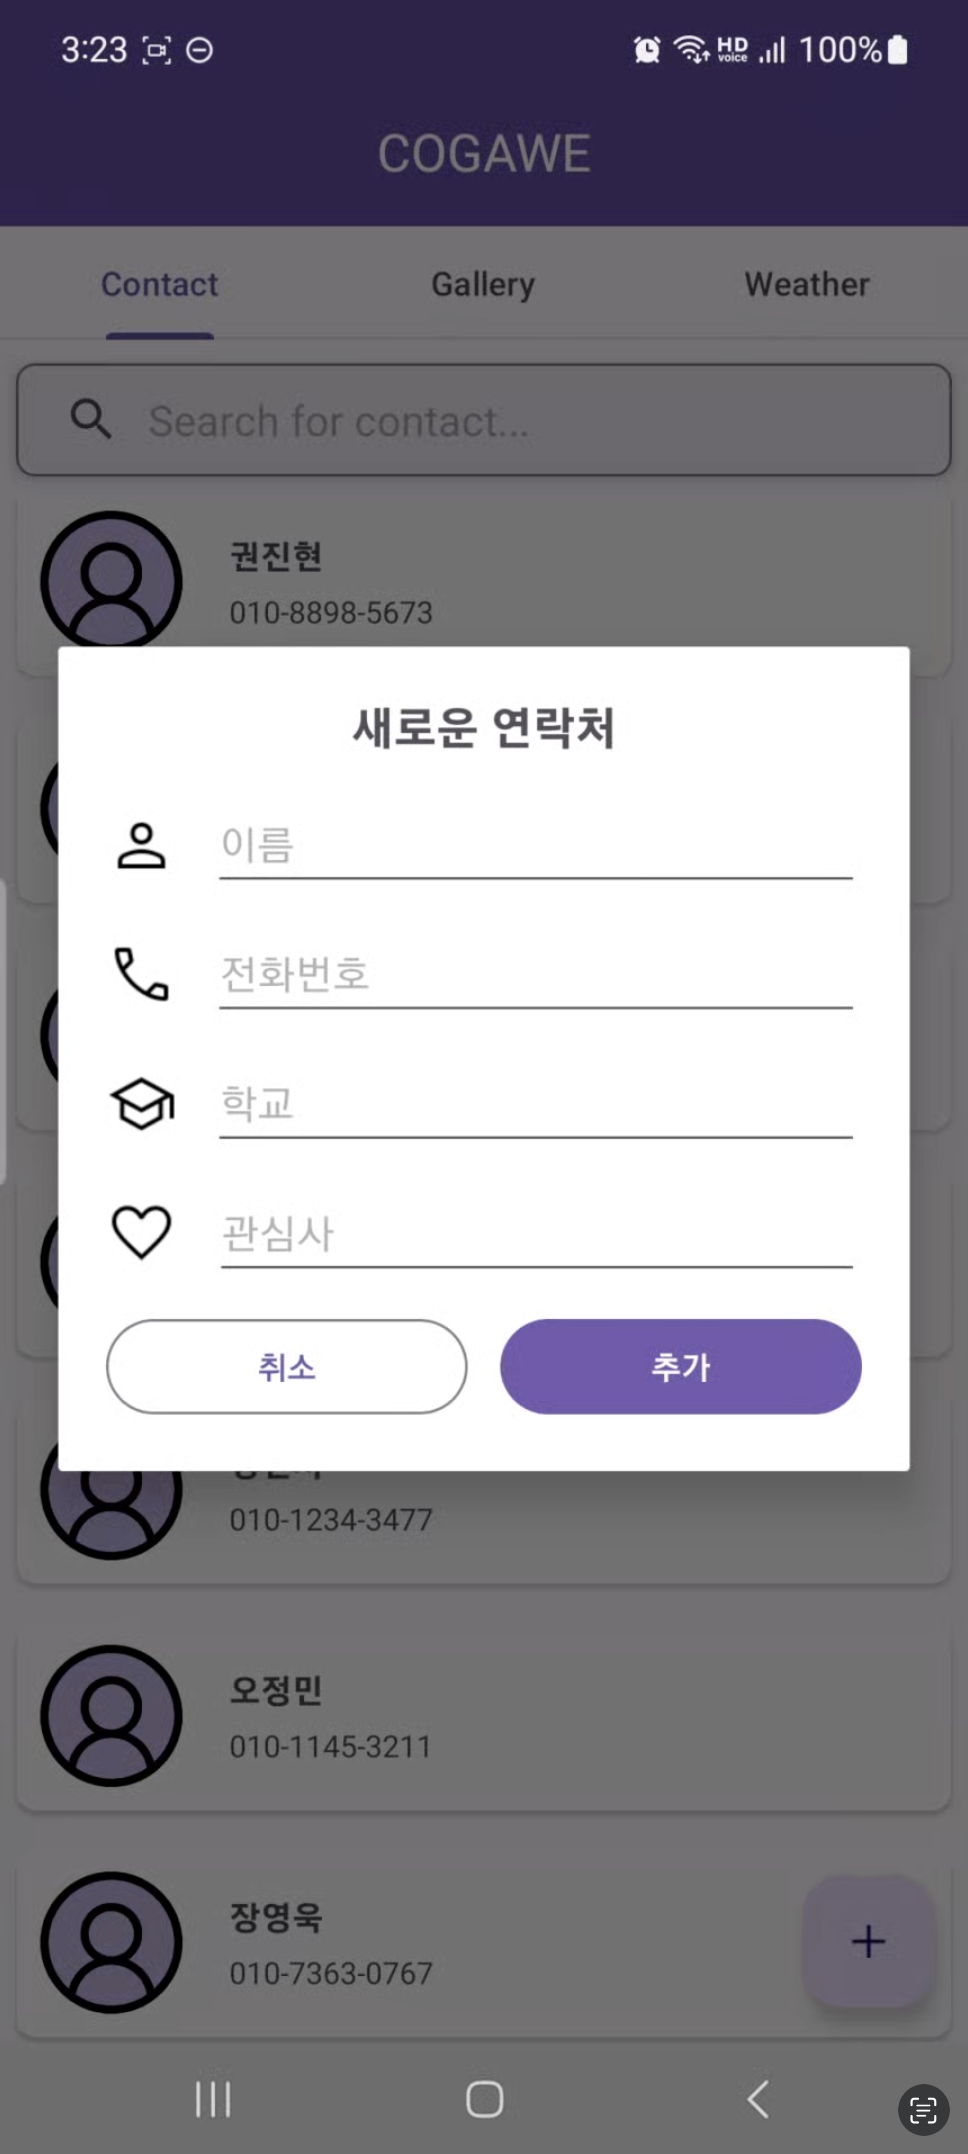 3:23
HD voice
100%
COGAWE
Contact Gallery Weather
Search for contact...
권진현
010-8898-5673
새로운 연락처
이름
전화번호
학교
관심사
취소 추가
010-1234-3477
오정민
010-1145-3211
장영욱
010-7363-0767